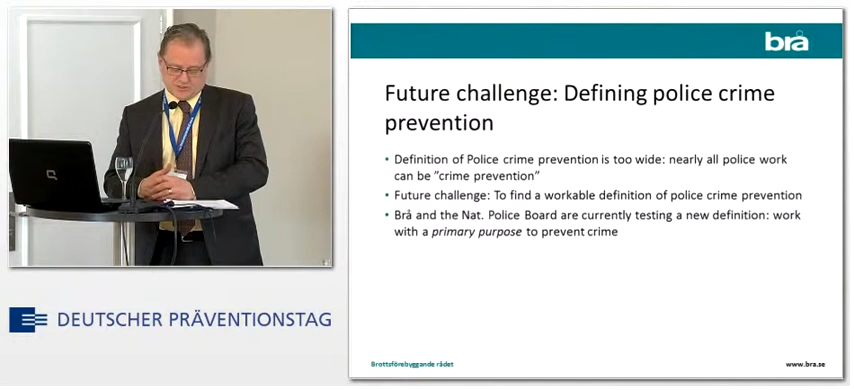 brå
Future challenge: Defining police crime
prevention
• Definition of Police crime prevention is too wide: nearly all police work
can be ”crime prevention”
• Future challenge: To find a workable definition of police crime prevention
• Brå and the Nat. Police Board are currently testing a new definition: work
with a primary purpose to prevent crime
Brottsförebyggande rådet
www.bra.se
DEUTSCHER PRÄVENTIONSTAG